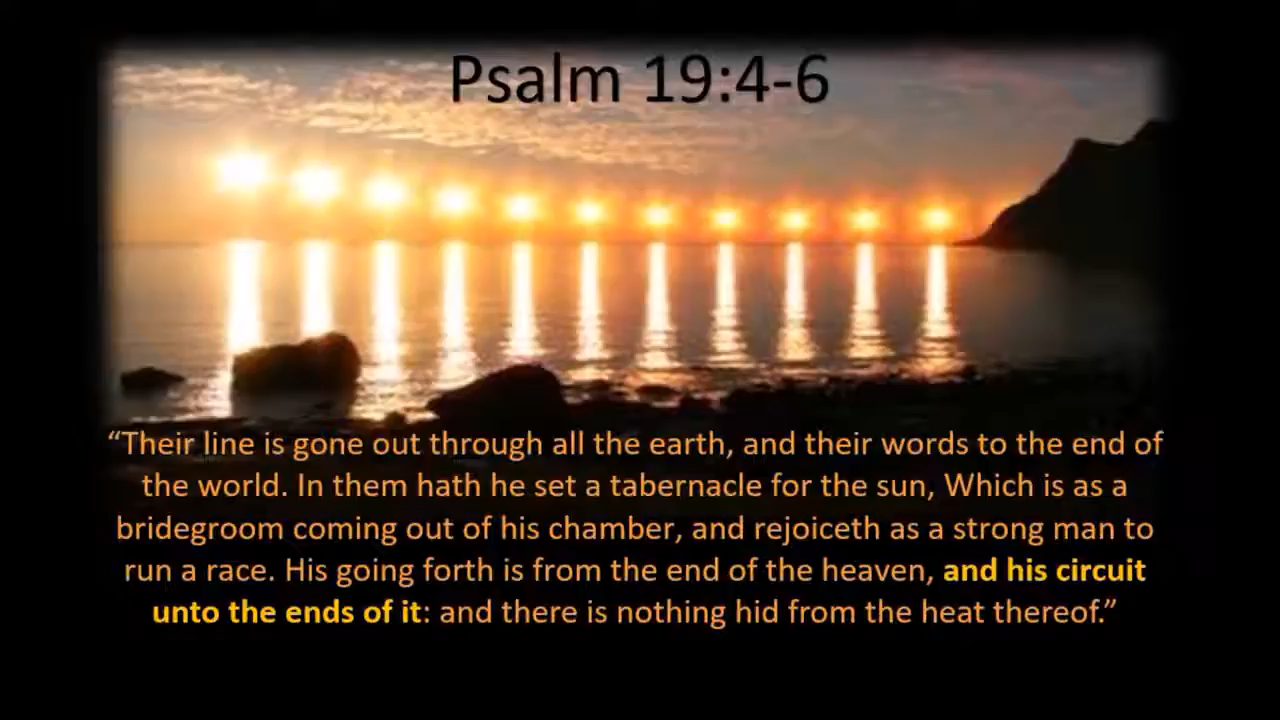 Psalm 19:4-6
“Their line is gone out through all the earth, and their words to the end of
the world. In them hath he set a tabernacle for the sun, Which is as a
bridegroom coming out of his chamber, and rejoiceth as a strong man to
run a race. His going forth is from the end of the heaven, and his circuit
unto the ends of it: and there is nothing hid from the heat thereof.”